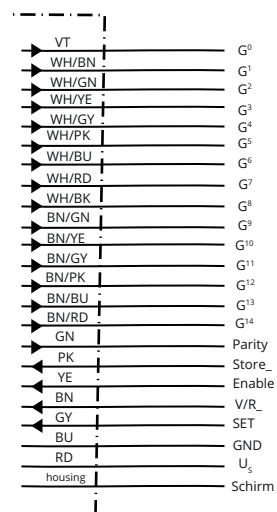 VT G⁰
WH/BN G¹
WH/GN G²
WH/YE G³
WH/GY G⁴
WH/PK G⁵
WH/BU G⁶
WH/RD G⁷
WH/BK G⁸
BN/GN G⁹
BN/YE G¹⁰
BN/GY G¹¹
BN/PK G¹²
BN/BU G¹³
BN/RD G¹⁴
GN Parity
PK Store_
YE Enable
BN V/R_
GY SET
BU GND
RD Uₛ
housing Schirm